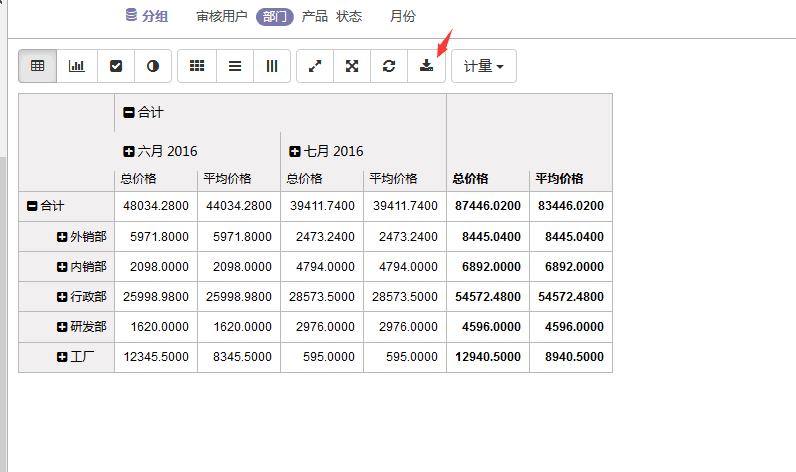 分组 审核用户 部门 产品 状态 月份
计量
合计
六月 2016 七月 2016
总价格 平均价格 总价格 平均价格 总价格 平均价格
合计 48034.2800 44034.2800 39411.7400 39411.7400 87446.0200 83446.0200
外销部 5971.8000 5971.8000 2473.2400 2473.2400 8445.0400 8445.0400
内销部 2098.0000 2098.0000 4794.0000 4794.0000 6892.0000 6892.0000
行政部 25998.9800 25998.9800 28573.5000 28573.5000 54572.4800 54572.4800
研发部 1620.0000 1620.0000 2976.0000 2976.0000 4596.0000 4596.0000
工厂 12345.5000 8345.5000 595.0000 595.0000 12940.5000 8940.5000